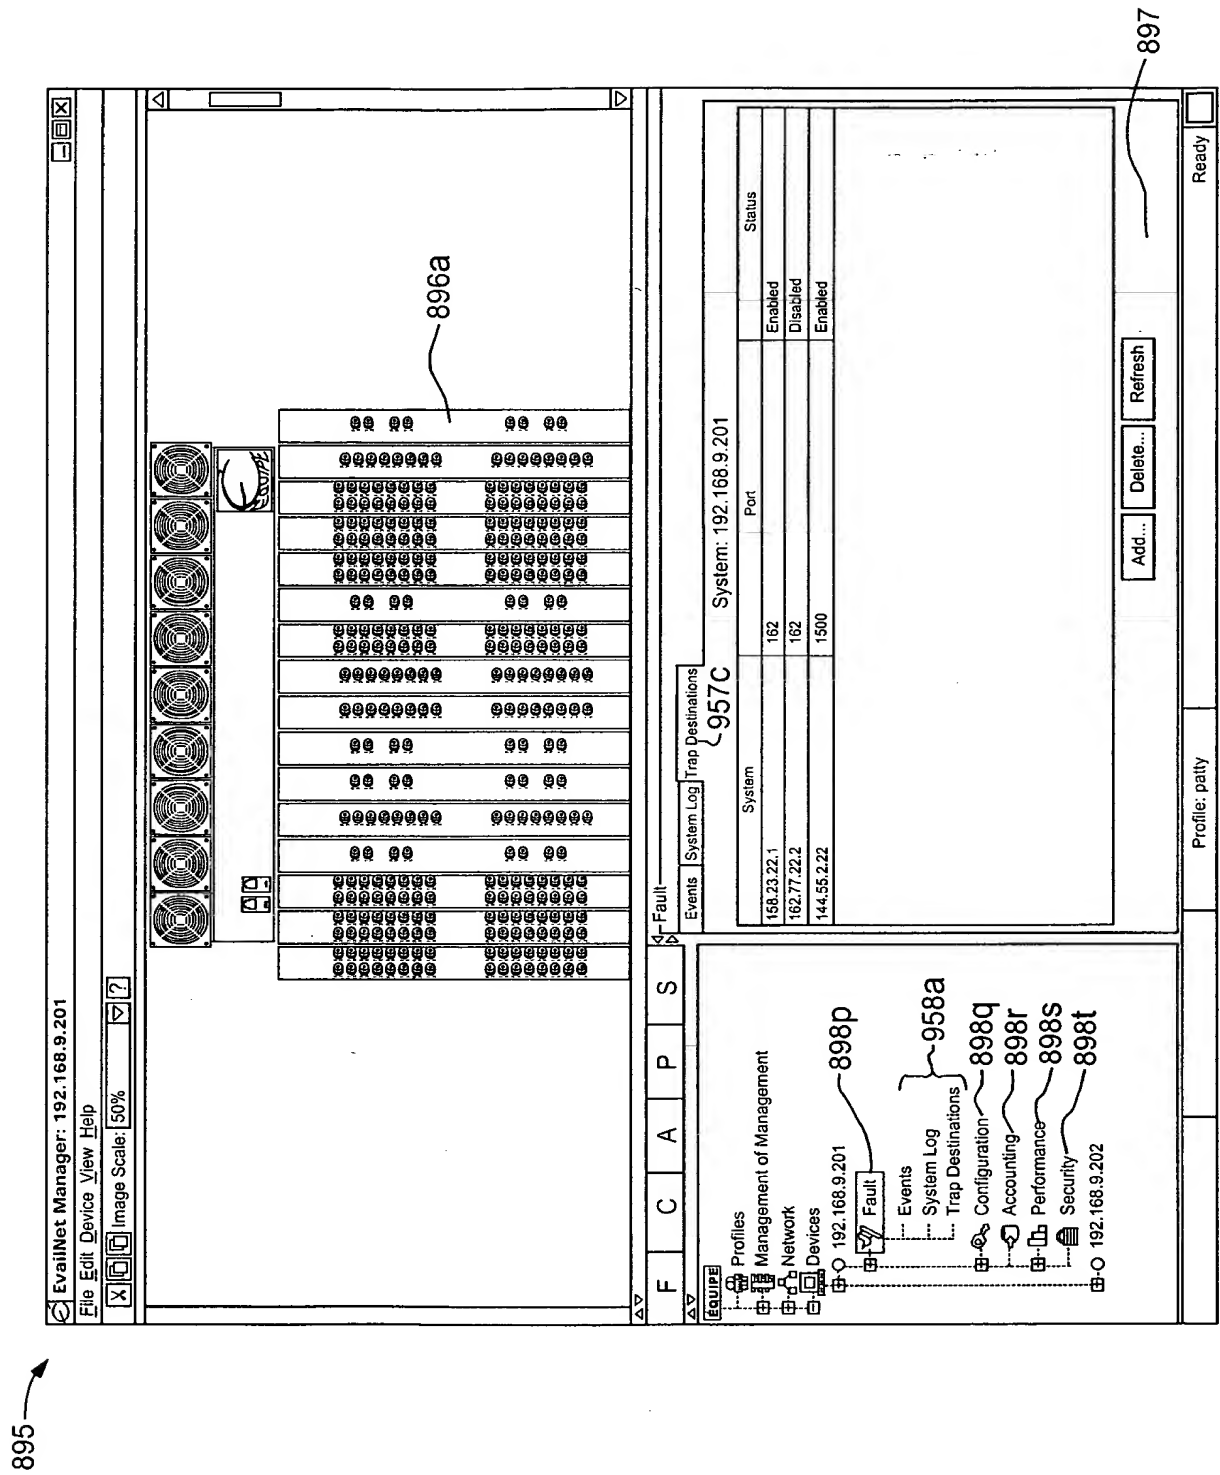 895
EvailNet Manager: 192.168.9.201
File Edit Device View Help
Image Scale: 50% ?
EQUIPE
896a
F C A P S
EQUIPE
Profiles
Management of Management
Network
Devices
192.168.9.201
898p
Fault
Events
System Log
Trap Destinations
958a
Configuration 898q
Accounting 898r
Performance 898s
Security 898t
192.168.9.202
Fault
Events System Log Trap Destinations
957C
System: 192.168.9.201
System Port Status
158.23.22.1 162 Enabled
162.77.22.2 162 Disabled
144.55.2.22 1500 Enabled
Add... Delete... Refresh
897
Profile: patty Ready